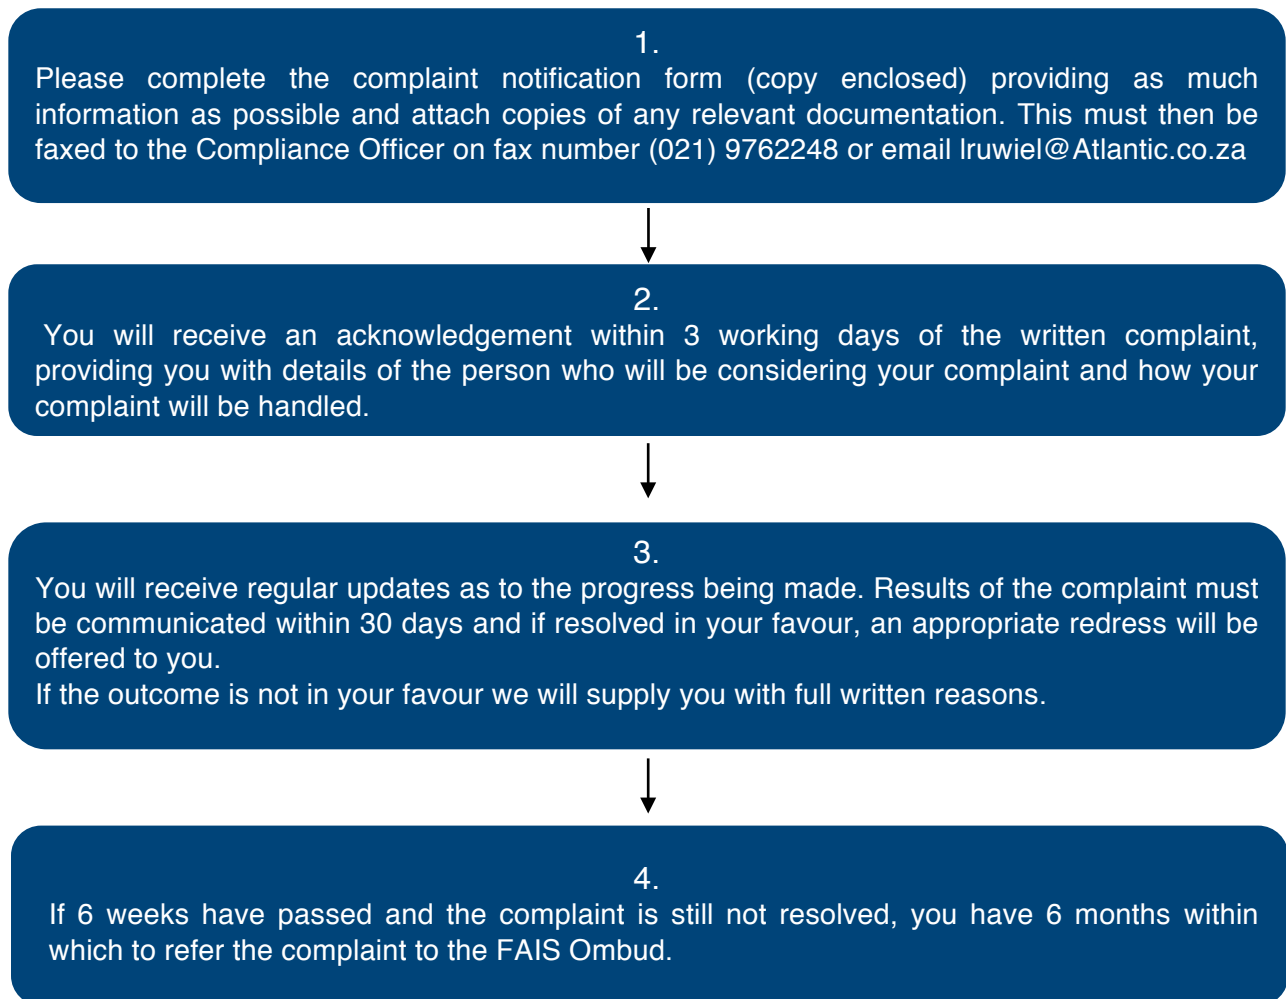 1.
Please complete the complaint notification form (copy enclosed) providing as much
information as possible and attach copies of any relevant documentation. This must then be
faxed to the Compliance Officer on fax number (021) 9762248 or email lruwiel@Atlantic.co.za
2.
You will receive an acknowledgement within 3 working days of the written complaint,
providing you with details of the person who will be considering your complaint and how your
complaint will be handled.
3.
You will receive regular updates as to the progress being made. Results of the complaint must
be communicated within 30 days and if resolved in your favour, an appropriate redress will be
offered to you.
If the outcome is not in your favour we will supply you with full written reasons.
4.
If 6 weeks have passed and the complaint is still not resolved, you have 6 months within
which to refer the complaint to the FAIS Ombud.